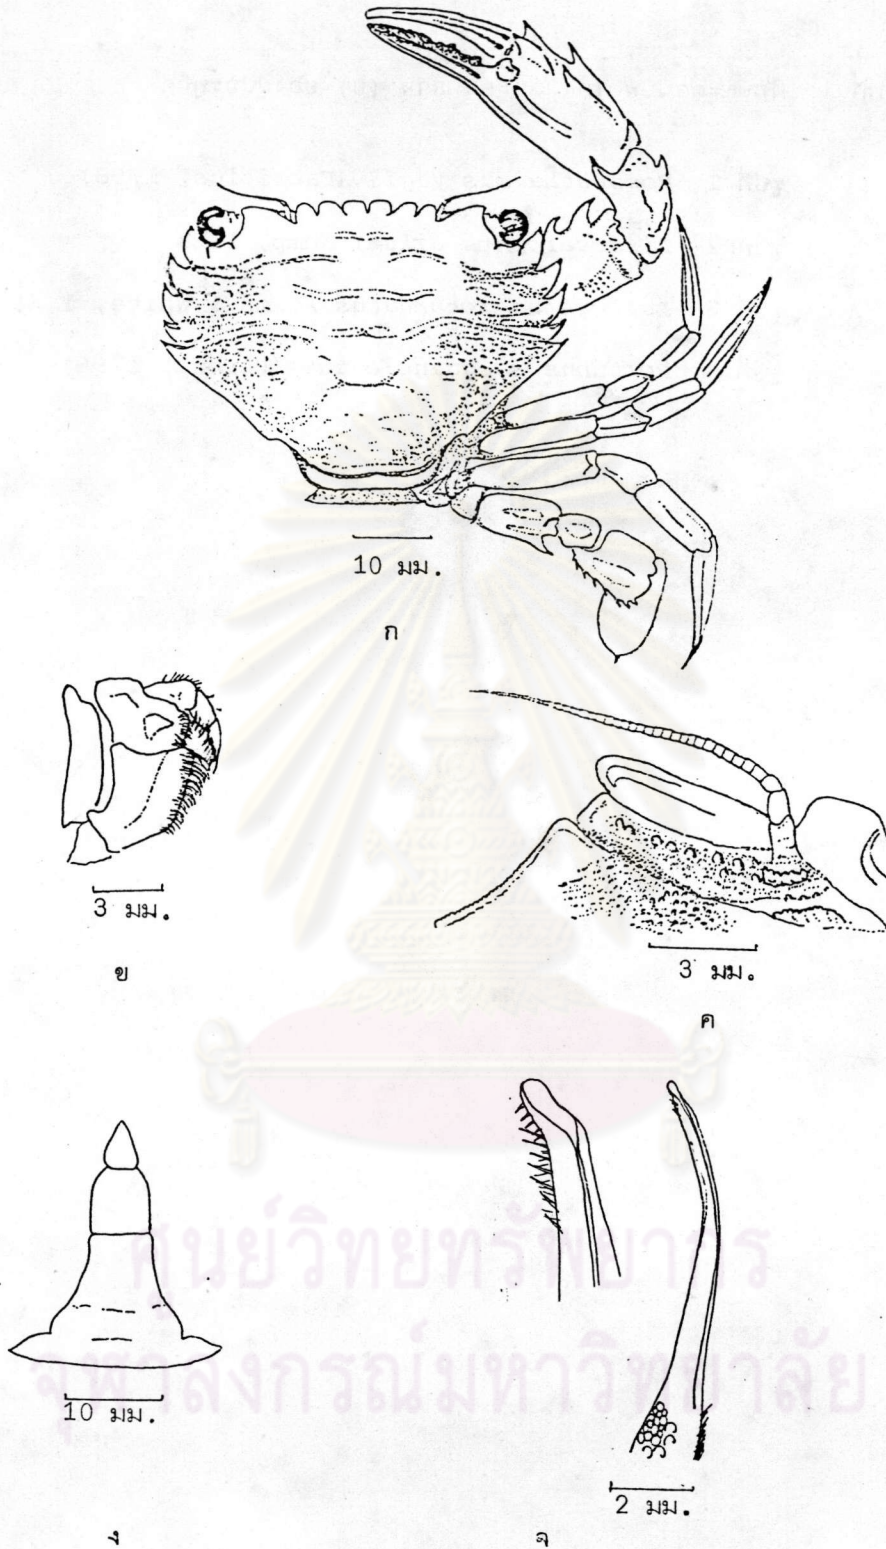 10 มม.
ก
3 มม.
ข
3 มม.
ค
10 มม.
ง
2 มม.
จ
ศูนย์วิทยทรัพยากร
จุฬาลงกรณ์มหาวิทยาลัย